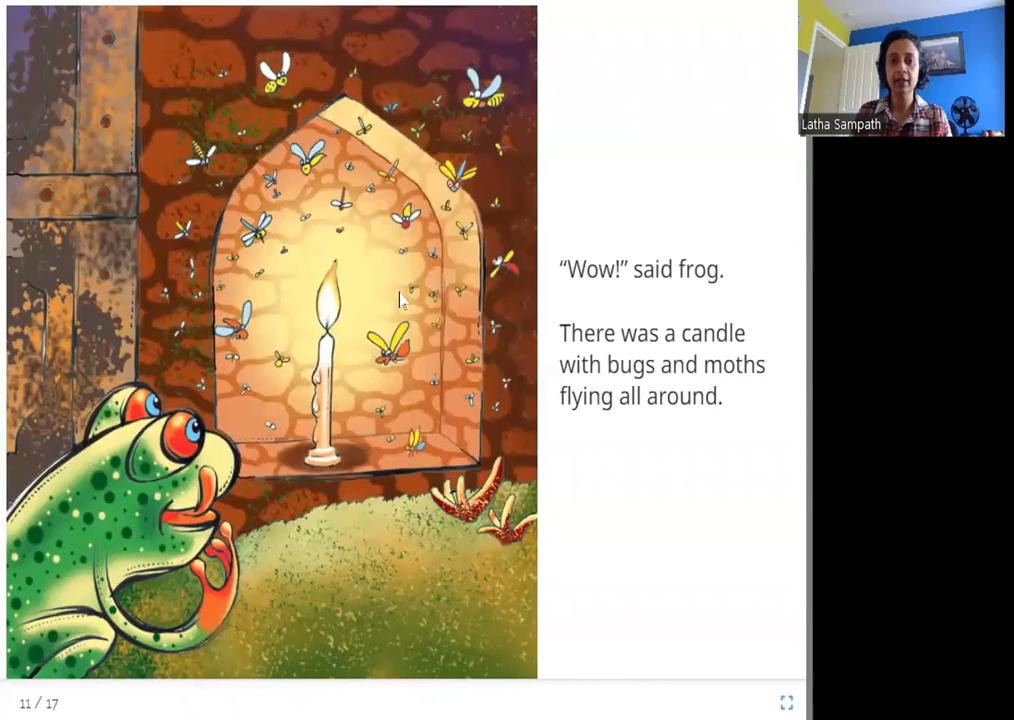 Latha Sampath
“Wow!” said frog.
There was a candle
with bugs and moths
flying all around.
11 / 17